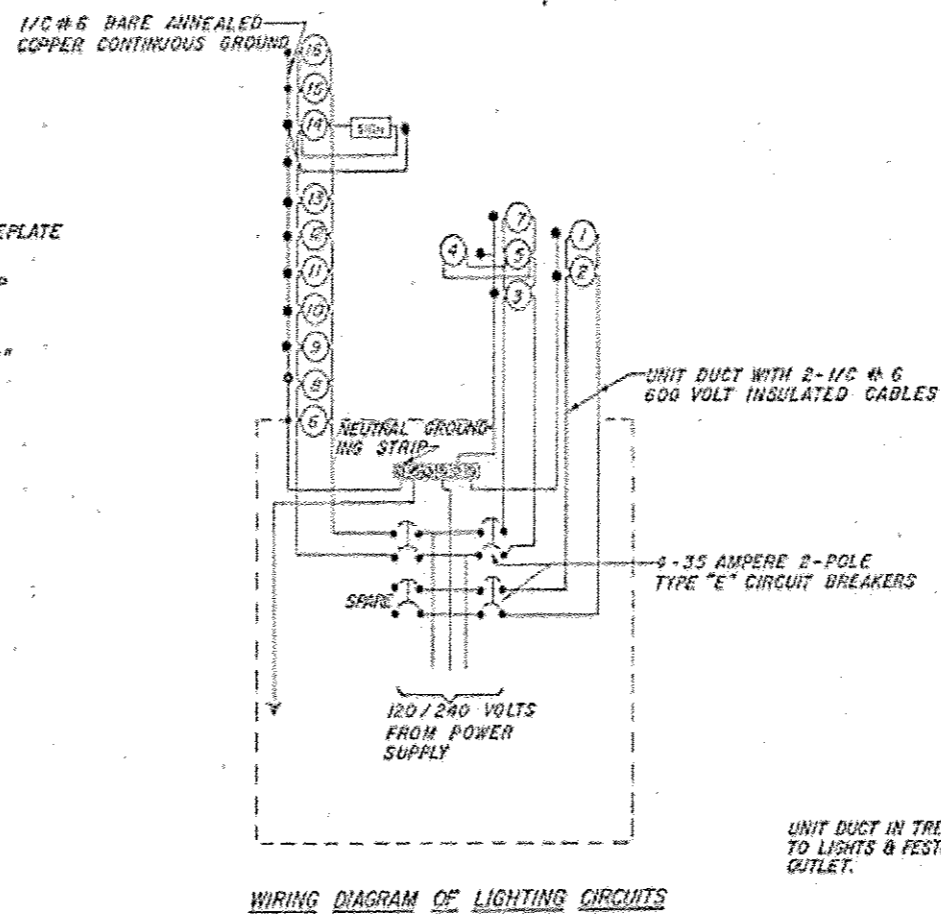 1/C # 6 BARE ANNEALED
COPPER CONTINUOUS GROUND
16
15
14
SIGN
13
12
11
10
9
8
6
7
4
5
3
1
2
EPLATE
UNIT DUCT WITH 2-1/C # 6
600 VOLT INSULATED CABLES
NEUTRAL GROUND-
ING STRIP
4-35 AMPERE 2-POLE
TYPE "E" CIRCUIT BREAKERS
SPARE
120/240 VOLTS
FROM POWER
SUPPLY
UNIT DUCT IN TRE
TO LIGHTS & FEST
OUTLET.
WIRING DIAGRAM OF LIGHTING CIRCUITS